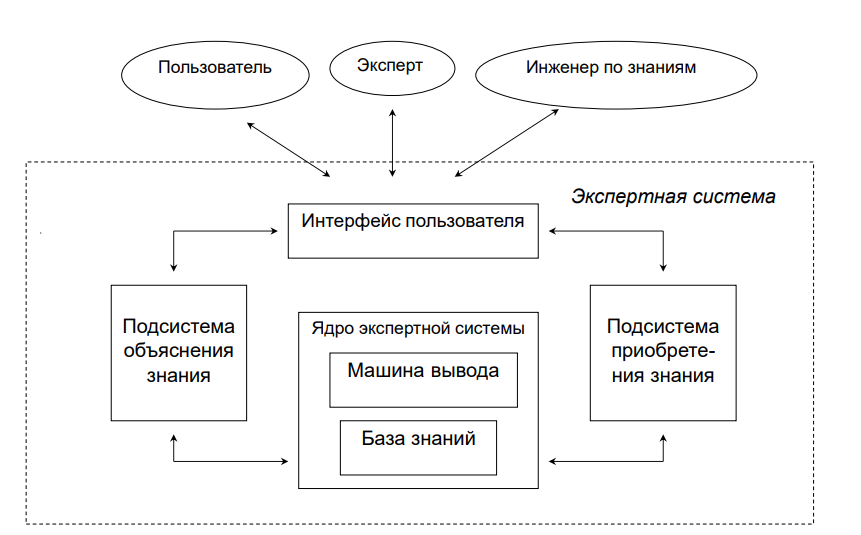 Пользователь
Эксперт
Инженер по знаниям
Экспертная система
Интерфейс пользователя
Подсистема
объяснения
знания
Ядро экспертной системы
Машина вывода
База знаний
Подсистема
приобрете-
ния знания